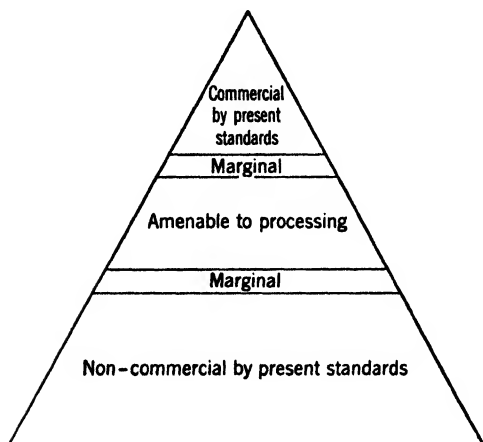 Commercial
by present
standards
Marginal
Amenable to processing
Marginal
Non-commercial by present standards